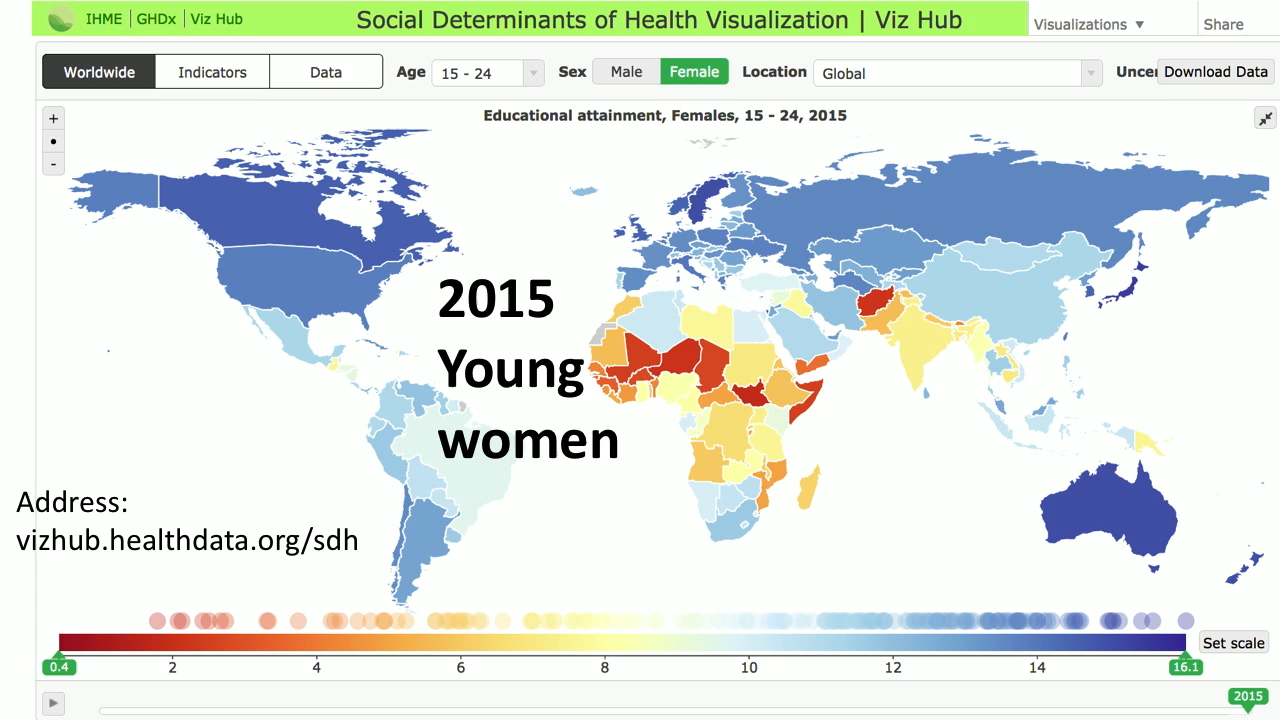 IHME | GHDx | Viz Hub
Social Determinants of Health Visualization | Viz Hub
Visualizations ▼
Share
Worldwide
Indicators
Data
Age
15 - 24
Sex
Male
Female
Location
Global
Uncer
Download Data
+
-
Educational attainment, Females, 15 - 24, 2015
2015
Young
women
Address:
vizhub.healthdata.org/sdh
Set scale
0.4
2
4
6
8
10
12
14
16.1
2015